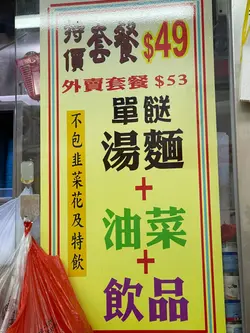 特價套餐 $49
外賣套餐 $53
單餸
湯麵
+
油菜
+
飲品
不包韭菜花及特飲